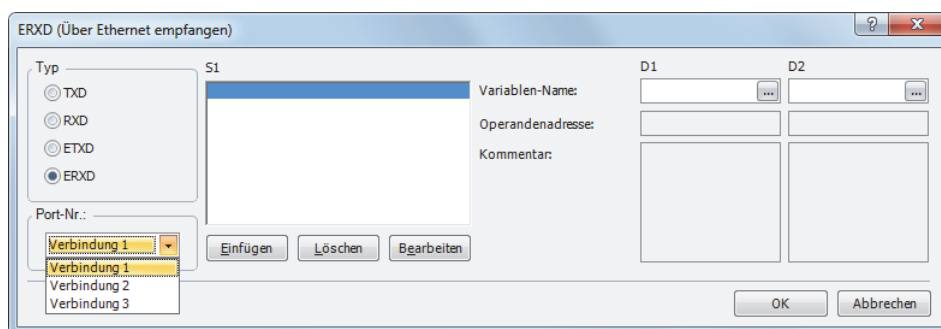 ERXD (Über Ethernet empfangen)
Typ
TXD
RXD
ETXD
ERXD
Port-Nr.:
Verbindung 1
Verbindung 1
Verbindung 2
Verbindung 3
S1
Einfügen Löschen Bearbeiten
D1 D2
Variablen-Name: ... ...
Operandenadresse:
Kommentar:
OK Abbrechen